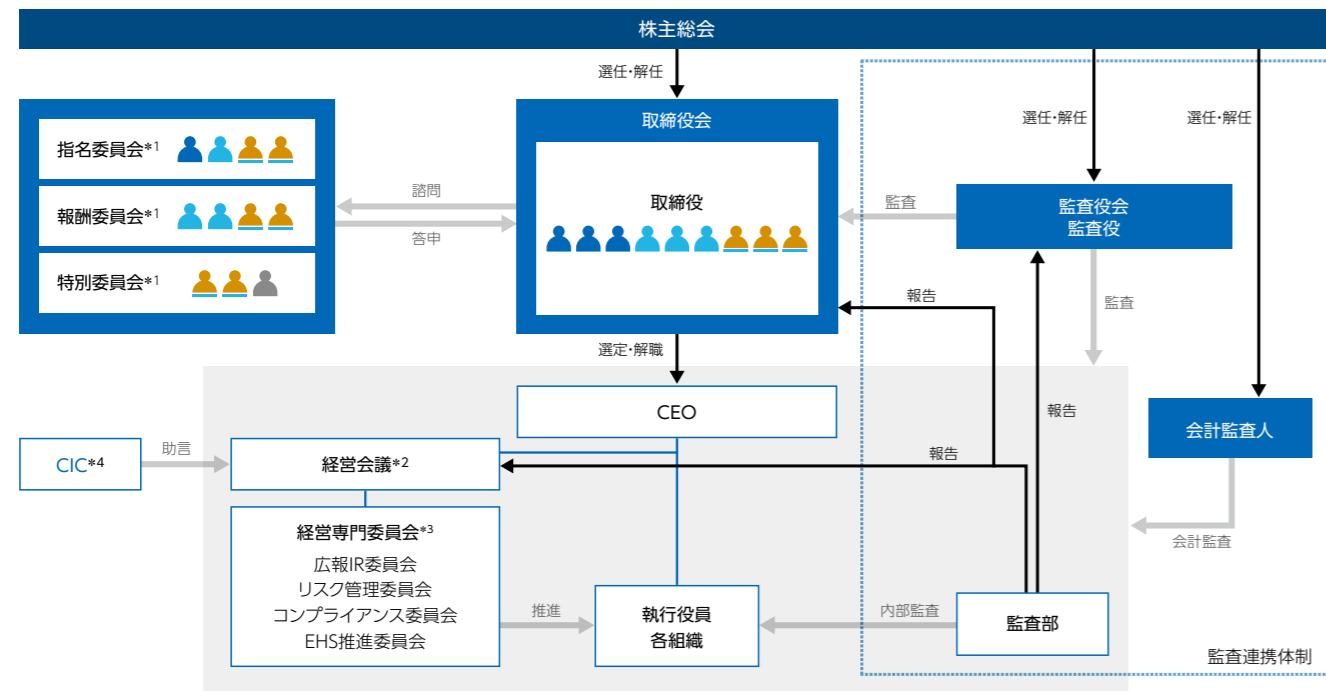 株主総会
選任・解任
選任・解任
選任・解任
指名委員会*1
報酬委員会*1
特別委員会*1
諮問
答申
取締役会
取締役
監査
監査役会
監査役
報告
監査
選定・解職
CEO
報告
会計監査人
CIC*4
助言
経営会議*2
報告
会計監査
経営専門委員会*3
広報IR委員会
リスク管理委員会
コンプライアンス委員会
EHS推進委員会
推進
執行役員
各組織
内部監査
監査部
監査連携体制